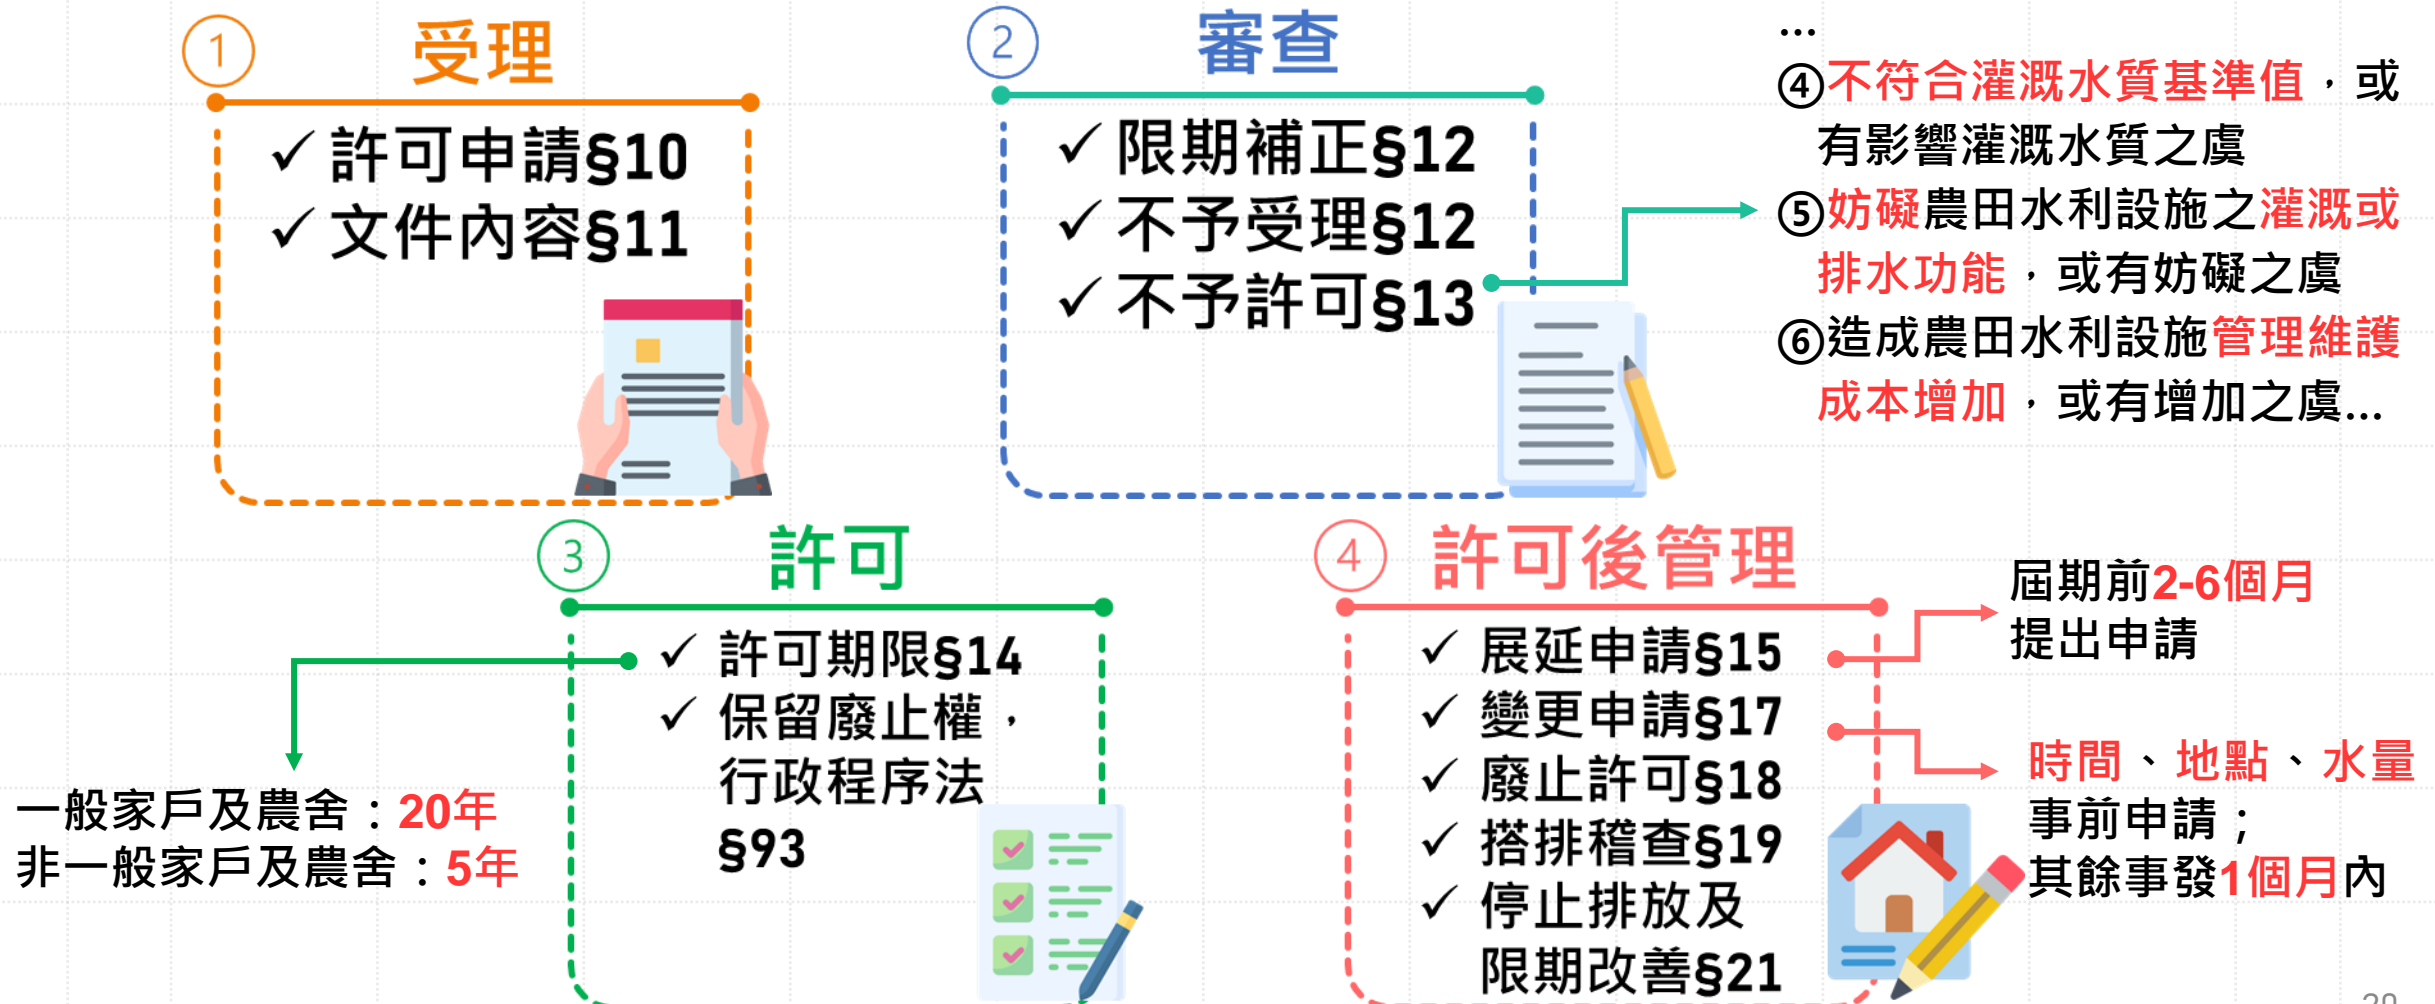 ① 受理
✓ 許可申請§10
✓ 文件內容§11
② 審查
✓ 限期補正§12
✓ 不予受理§12
✓ 不予許可§13
...
④不符合灌溉水質基準值，或
有影響灌溉水質之虞
⑤妨礙農田水利設施之灌溉或
排水功能，或有妨礙之虞
⑥造成農田水利設施管理維護
成本增加，或有增加之虞...
③ 許可
✓ 許可期限§14
✓ 保留廢止權，
行政程序法
§93
一般家戶及農舍：20年
非一般家戶及農舍：5年
④ 許可後管理
✓ 展延申請§15
✓ 變更申請§17
✓ 廢止許可§18
✓ 搭排稽查§19
✓ 停止排放及
限期改善§21
屆期前2-6個月
提出申請
時間、地點、水量
事前申請；
其餘事發1個月內